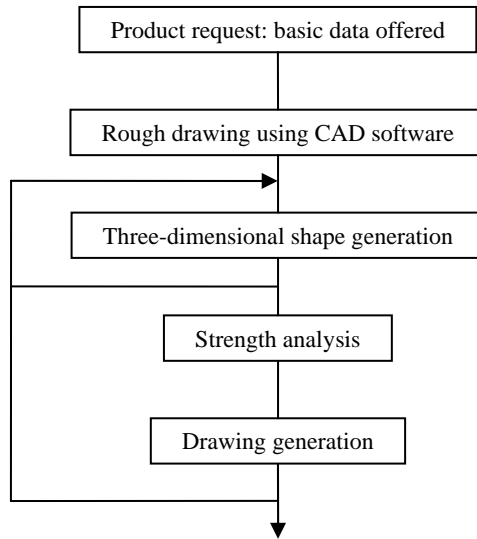 Product request: basic data offered
Rough drawing using CAD software
Three-dimensional shape generation
Strength analysis
Drawing generation